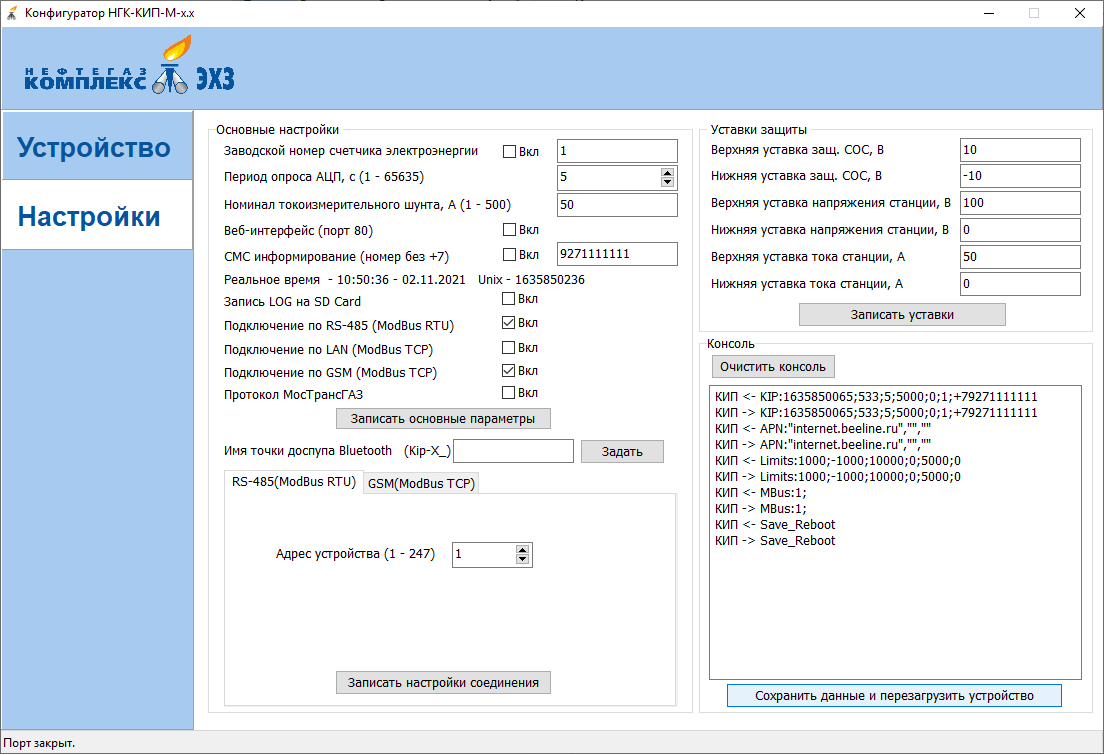 Конфигуратор НГК-КИП-М-x.x
НЕФТЕГАЗ
КОМПЛЕКС ЭХЗ
Устройство
Настройки
Основные настройки
Заводской номер счетчика электроэнергии Вкл 1
Период опроса АЦП, с (1 - 65635) 5
Номинал токоизмерительного шунта, А (1 - 500) 50
Веб-интерфейс (порт 80) Вкл
СМС информирование (номер без +7) Вкл 9271111111
Реальное время - 10:50:36 - 02.11.2021 Unix - 1635850236
Запись LOG на SD Card Вкл
Подключение по RS-485 (ModBus RTU) Вкл
Подключение по LAN (ModBus TCP) Вкл
Подключение по GSM (ModBus TCP) Вкл
Протокол МосТрансГАЗ Вкл
Записать основные параметры
Имя точки доспупа Bluetooth (Kip-X_) Задать
RS-485(ModBus RTU) GSM(ModBus TCP)
Адрес устройства (1 - 247) 1
Записать настройки соединения
Уставки защиты
Верхняя уставка защ. СОС, В 10
Нижняя уставка защ. СОС, В -10
Верхняя уставка напряжения станции, В 100
Нижняя уставка напряжения станции, В 0
Верхняя уставка тока станции, А 50
Нижняя уставка тока станции, А 0
Записать уставки
Консоль
Очистить консоль
КИП <- KIP:1635850065;533;5;5000;0;1;+79271111111
КИП -> KIP:1635850065;533;5;5000;0;1;+79271111111
КИП <- APN:"internet.beeline.ru","",""
КИП -> APN:"internet.beeline.ru","",""
КИП <- Limits:1000;-1000;10000;0;5000;0
КИП -> Limits:1000;-1000;10000;0;5000;0
КИП <- MBus:1;
КИП -> MBus:1;
КИП <- Save_Reboot
КИП -> Save_Reboot
Сохранить данные и перезагрузить устройство
Порт закрыт.